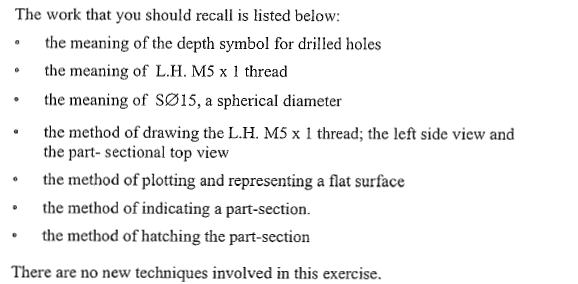 The work that you should recall is listed below:
• the meaning of the depth symbol for drilled holes
• the meaning of L.H. M5 x 1 thread
• the meaning of SØ15, a spherical diameter
• the method of drawing the L.H. M5 x 1 thread; the left side view and
the part- sectional top view
• the method of plotting and representing a flat surface
• the method of indicating a part-section.
• the method of hatching the part-section
There are no new techniques involved in this exercise.